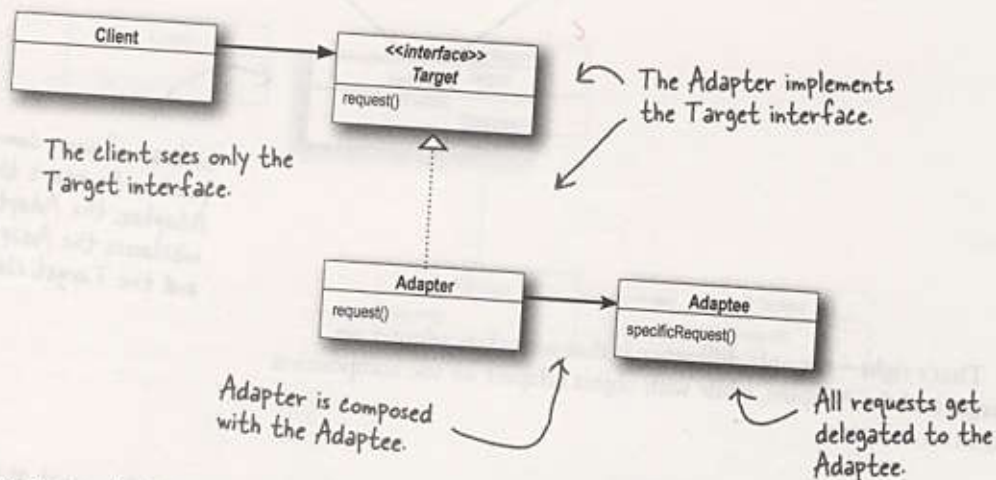 Client
<<interface>>
Target
request()
The Adapter implements
the Target interface.
The client sees only the
Target interface.
Adapter
request()
Adaptee
specificRequest()
Adapter is composed
with the Adaptee.
All requests get
delegated to the
Adaptee.